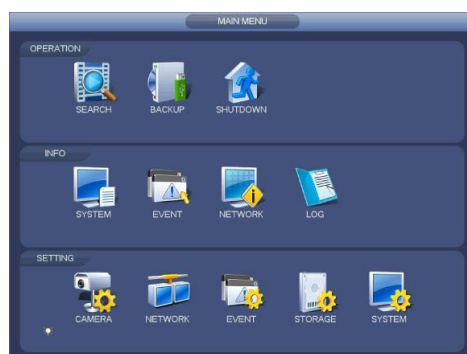 MAIN MENU
OPERATION
SEARCH BACKUP SHUTDOWN
INFO
SYSTEM EVENT NETWORK LOG
SETTING
CAMERA NETWORK EVENT STORAGE SYSTEM